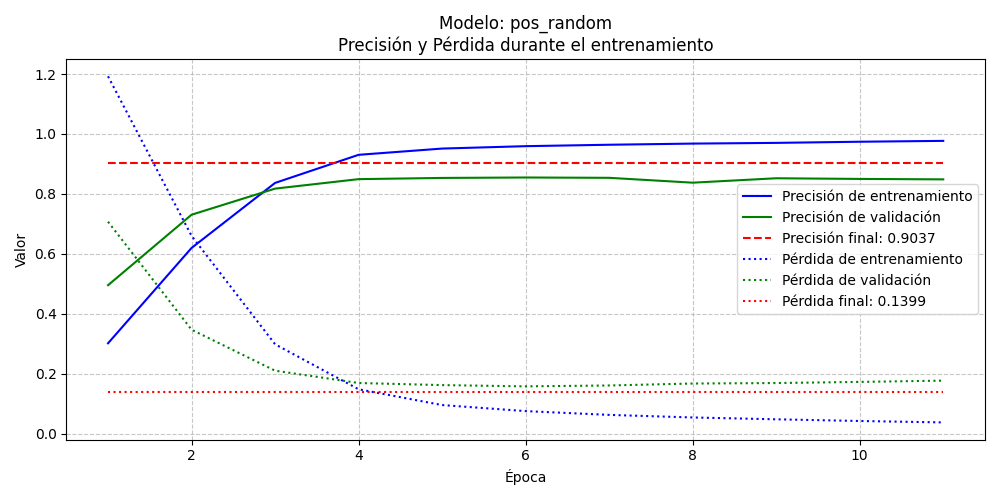 Modelo: pos_random
Precisión y Pérdida durante el entrenamiento
Valor
1.2
1.0
0.8
0.6
0.4
0.2
0.0
Precisión de entrenamiento
Precisión de validación
Precisión final: 0.9037
Pérdida de entrenamiento
Pérdida de validación
Pérdida final: 0.1399
2
4
6
8
10
Época